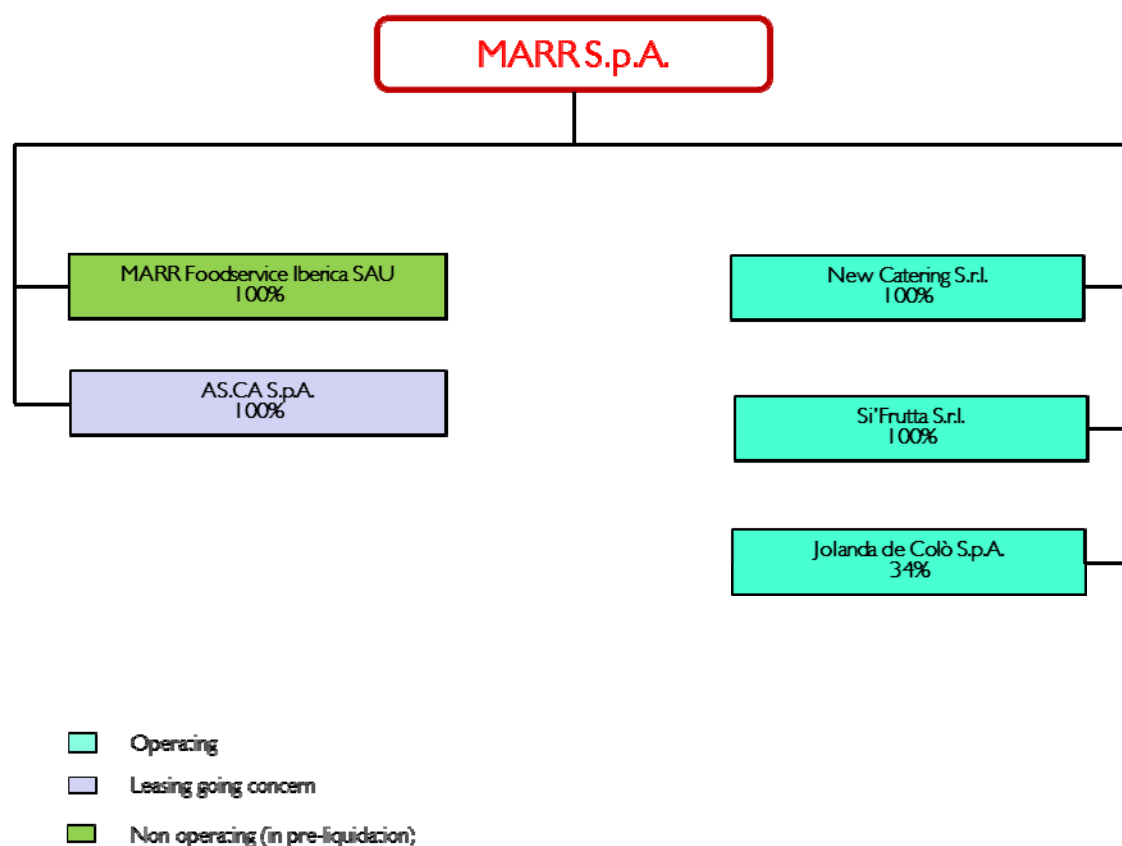 MARR S.p.A.
MARR Foodservice Iberica SAU
100%
AS.CA S.p.A.
100%
New Catering S.r.l.
100%
Si'Frutta S.r.l.
100%
Jolanda de Colò S.p.A.
34%
Operating
Leasing going concern
Non operating (in pre-liquidation)